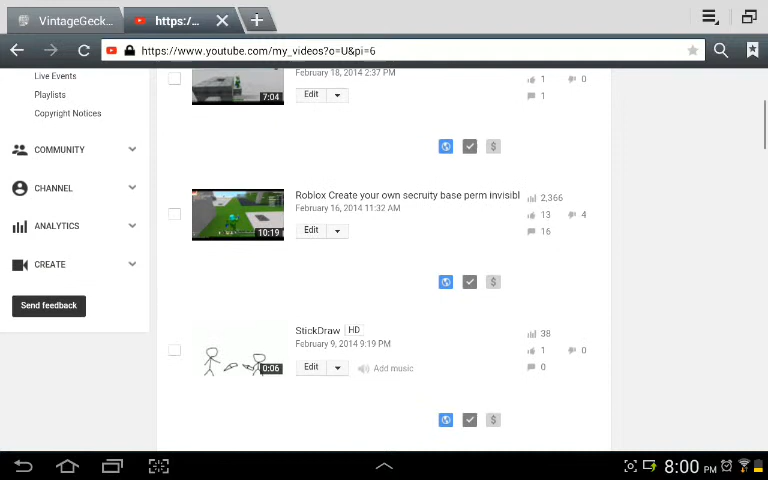 VintageGeck...
https:/...
https://www.youtube.com/my_videos?o=U&pi=6
Live Events
Playlists
Copyright Notices
COMMUNITY
CHANNEL
ANALYTICS
CREATE
Send feedback
February 18, 2014 2:37 PM
7:04
Edit
1
0
1
$
Roblox Create your own secruity base perm invisibl
February 16, 2014 11:32 AM
10:19
Edit
2,366
13
4
16
$
StickDraw HD
February 9, 2014 9:19 PM
0:06
Edit
Add music
38
1
0
0
$
8:00 PM